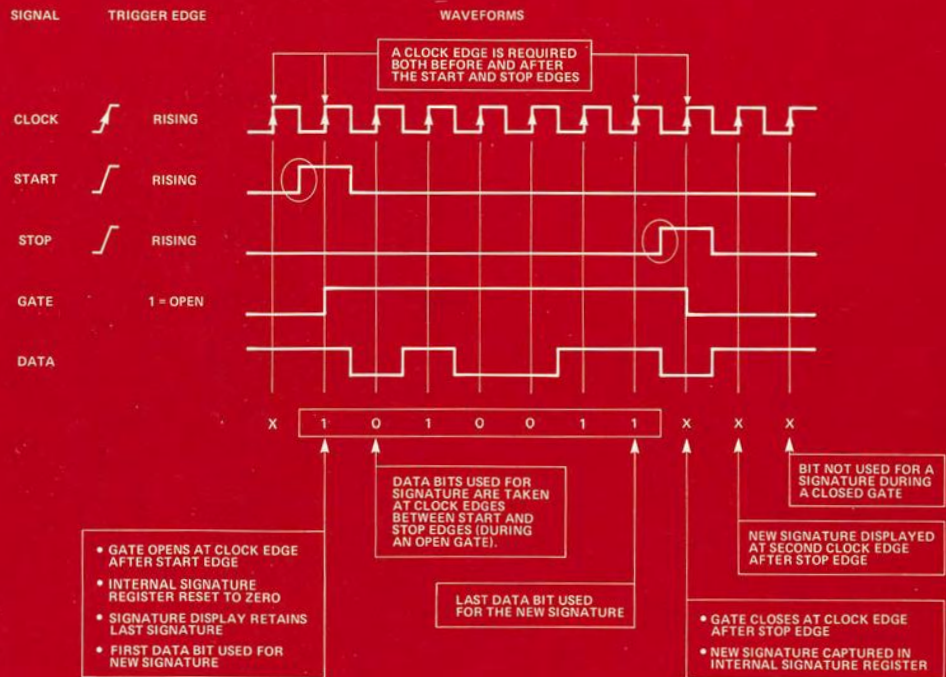 SIGNAL TRIGGER EDGE WAVEFORMS
A CLOCK EDGE IS REQUIRED
BOTH BEFORE AND AFTER
THE START AND STOP EDGES
CLOCK RISING
START RISING
STOP RISING
GATE 1 = OPEN
DATA
X 1 0 1 0 0 1 1 X X X
DATA BITS USED FOR
SIGNATURE ARE TAKEN
AT CLOCK EDGES
BETWEEN START AND
STOP EDGES (DURING
AN OPEN GATE).
BIT NOT USED FOR A
SIGNATURE DURING
A CLOSED GATE
NEW SIGNATURE DISPLAYED
AT SECOND CLOCK EDGE
AFTER STOP EDGE
• GATE OPENS AT CLOCK EDGE
AFTER START EDGE
• INTERNAL SIGNATURE
REGISTER RESET TO ZERO
• SIGNATURE DISPLAY RETAINS
LAST SIGNATURE
• FIRST DATA BIT USED FOR
NEW SIGNATURE
LAST DATA BIT USED
FOR THE NEW SIGNATURE
• GATE CLOSES AT CLOCK EDGE
AFTER STOP EDGE
• NEW SIGNATURE CAPTURED IN
INTERNAL SIGNATURE REGISTER